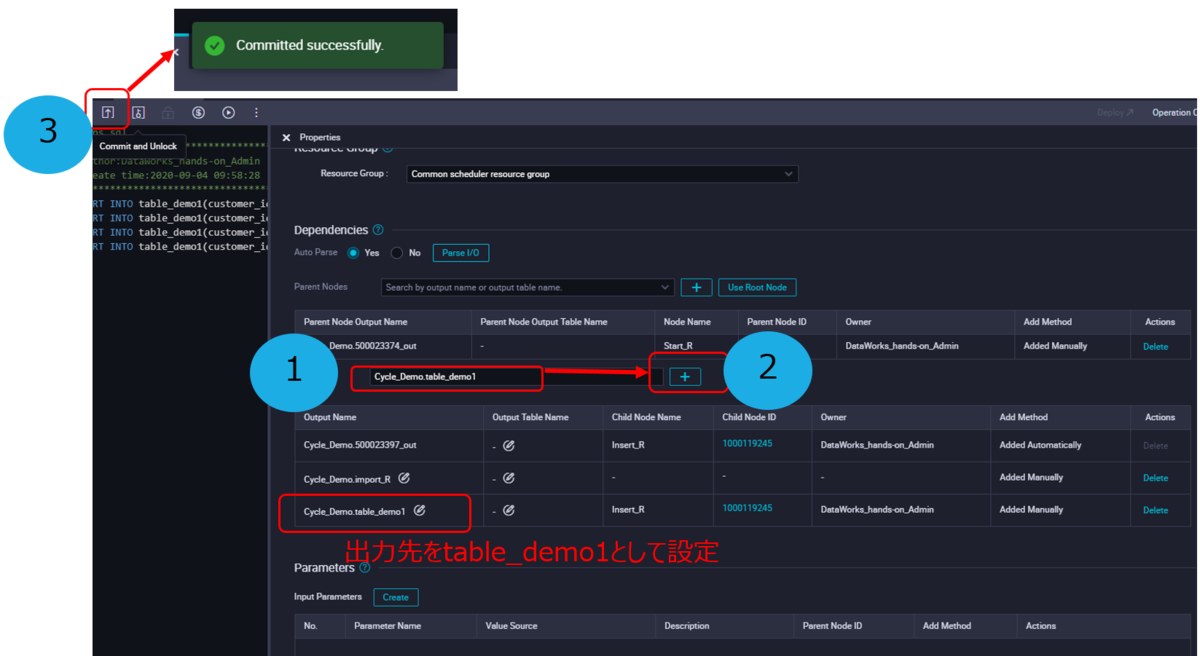 Committed successfully.
3
Deploy
Operation C
Commit and Unlock
Properties
thor:DataWorks_hands-on_Admin
eate time:2020-09-04 09:58:28
*******************************
RT INTO table_demo1(customer_i
RT INTO table_demo1(customer_i
RT INTO table_demo1(customer_i
RT INTO table_demo1(customer_i
Resource Group
Resource Group :
Common scheduler resource group
Dependencies
Auto Parse
Yes
No
Parse I/O
Parent Nodes
Search by output name or output table name.
+
Use Root Node
Parent Node Output Name
Parent Node Output Table Name
Node Name
Parent Node ID
Owner
Add Method
Actions
Demo.500023374_out
-
Start_R
DataWorks_hands-on_Admin
Added Manually
Delete
1
Cycle_Demo.table_demo1
+
2
Output Name
Output Table Name
Child Node Name
Child Node ID
Owner
Add Method
Actions
Cycle_Demo.500023397_out
-
Insert_R
1000119245
DataWorks_hands-on_Admin
Added Automatically
Delete
Cycle_Demo.import_R
-
-
-
-
Added Manually
Delete
Cycle_Demo.table_demo1
-
Insert_R
1000119245
DataWorks_hands-on_Admin
Added Manually
Delete
出力先をtable_demo1として設定
Parameters
Input Parameters
Create
No.
Parameter Name
Value Source
Description
Parent Node ID
Add Method
Actions